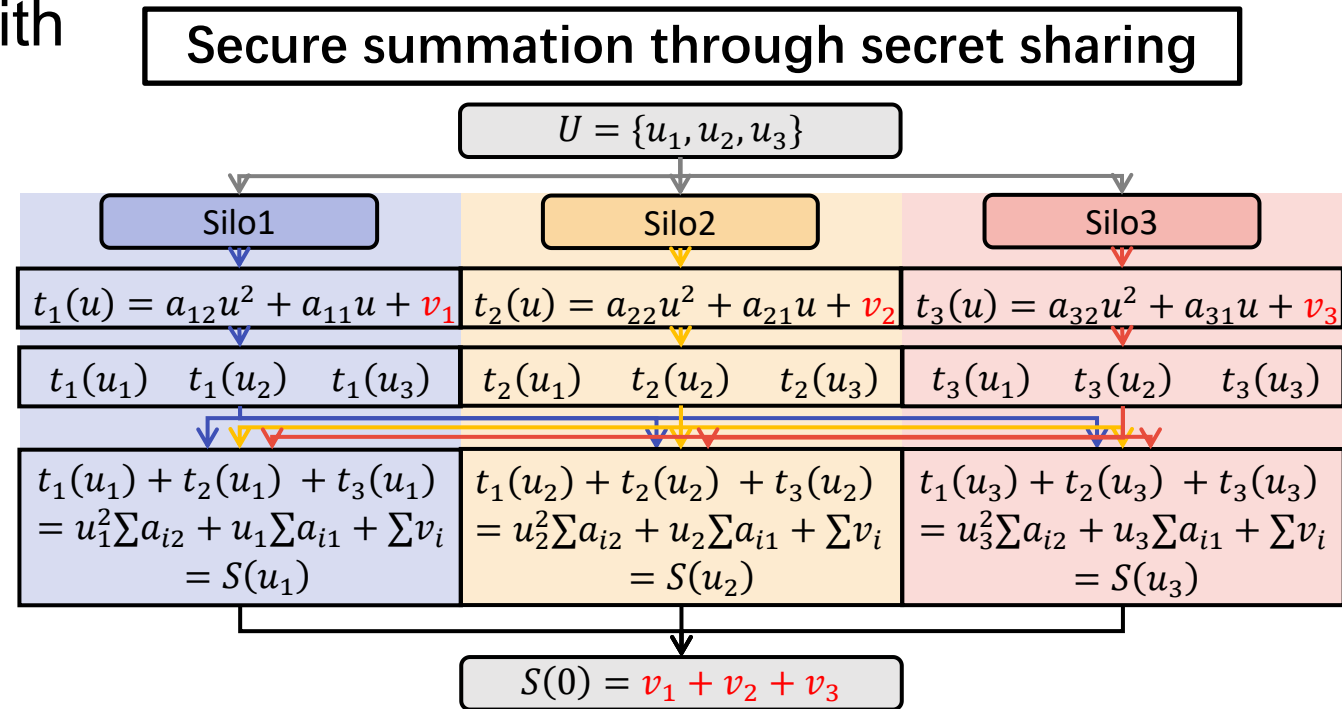 ith
Secure summation through secret sharing
U = {u₁, u₂, u₃}
Silo1 Silo2 Silo3
t₁(u) = a₁₂u² + a₁₁u + v₁ t₂(u) = a₂₂u² + a₂₁u + v₂ t₃(u) = a₃₂u² + a₃₁u + v₃
t₁(u₁) t₁(u₂) t₁(u₃) t₂(u₁) t₂(u₂) t₂(u₃) t₃(u₁) t₃(u₂) t₃(u₃)
t₁(u₁) + t₂(u₁) + t₃(u₁)
= u₁²∑aᵢ₂ + u₁∑aᵢ₁ + ∑vᵢ
= S(u₁)
t₁(u₂) + t₂(u₂) + t₃(u₂)
= u₂²∑aᵢ₂ + u₂∑aᵢ₁ + ∑vᵢ
= S(u₂)
t₁(u₃) + t₂(u₃) + t₃(u₃)
= u₃²∑aᵢ₂ + u₃∑aᵢ₁ + ∑vᵢ
= S(u₃)
S(0) = v₁ + v₂ + v₃